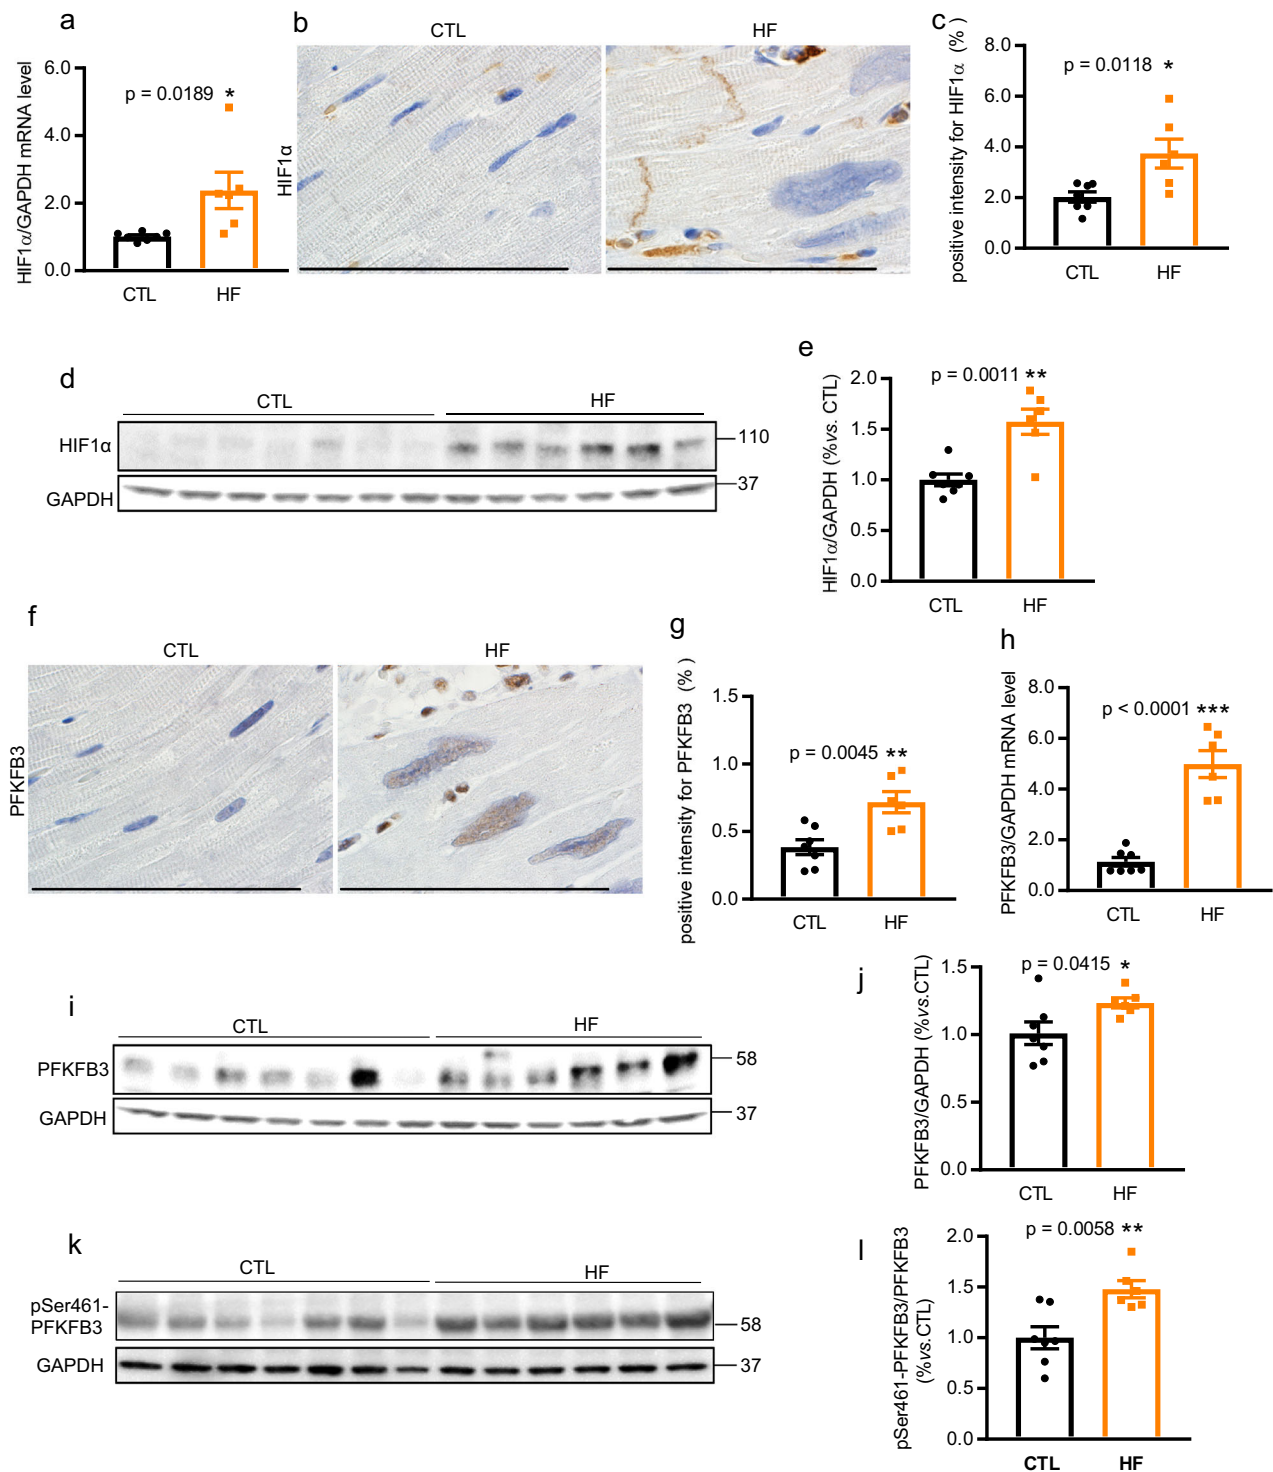 a
HIF1α/GAPDH mRNA level
6.0
4.0
2.0
0.0
p = 0.0189 *
CTL
HF
b
CTL
HF
HIF1α
c
positive intensity for HIF1α (%)
8.0
6.0
4.0
2.0
0.0
p = 0.0118 *
CTL
HF
d
CTL
HF
HIF1α
110
GAPDH
37
e
HIF1α/GAPDH (%vs. CTL)
2.0
1.5
1.0
0.5
0.0
p = 0.0011 **
CTL
HF
f
CTL
HF
PFKFB3
g
positive intensity for PFKFB3 (%)
1.5
1.0
0.5
0.0
p = 0.0045 **
CTL
HF
h
PFKFB3/GAPDH mRNA level
8.0
6.0
4.0
2.0
0.0
p < 0.0001 ***
CTL
HF
i
CTL
HF
PFKFB3
58
GAPDH
37
j
PFKFB3/GAPDH (%vs.CTL)
1.5
1.0
0.5
0.0
p = 0.0415 *
CTL
HF
k
CTL
HF
pSer461-
PFKFB3
58
GAPDH
37
l
pSer461-PFKFB3/PFKFB3
(%vs.CTL)
2.0
1.5
1.0
0.5
0.0
p = 0.0058 **
CTL
HF